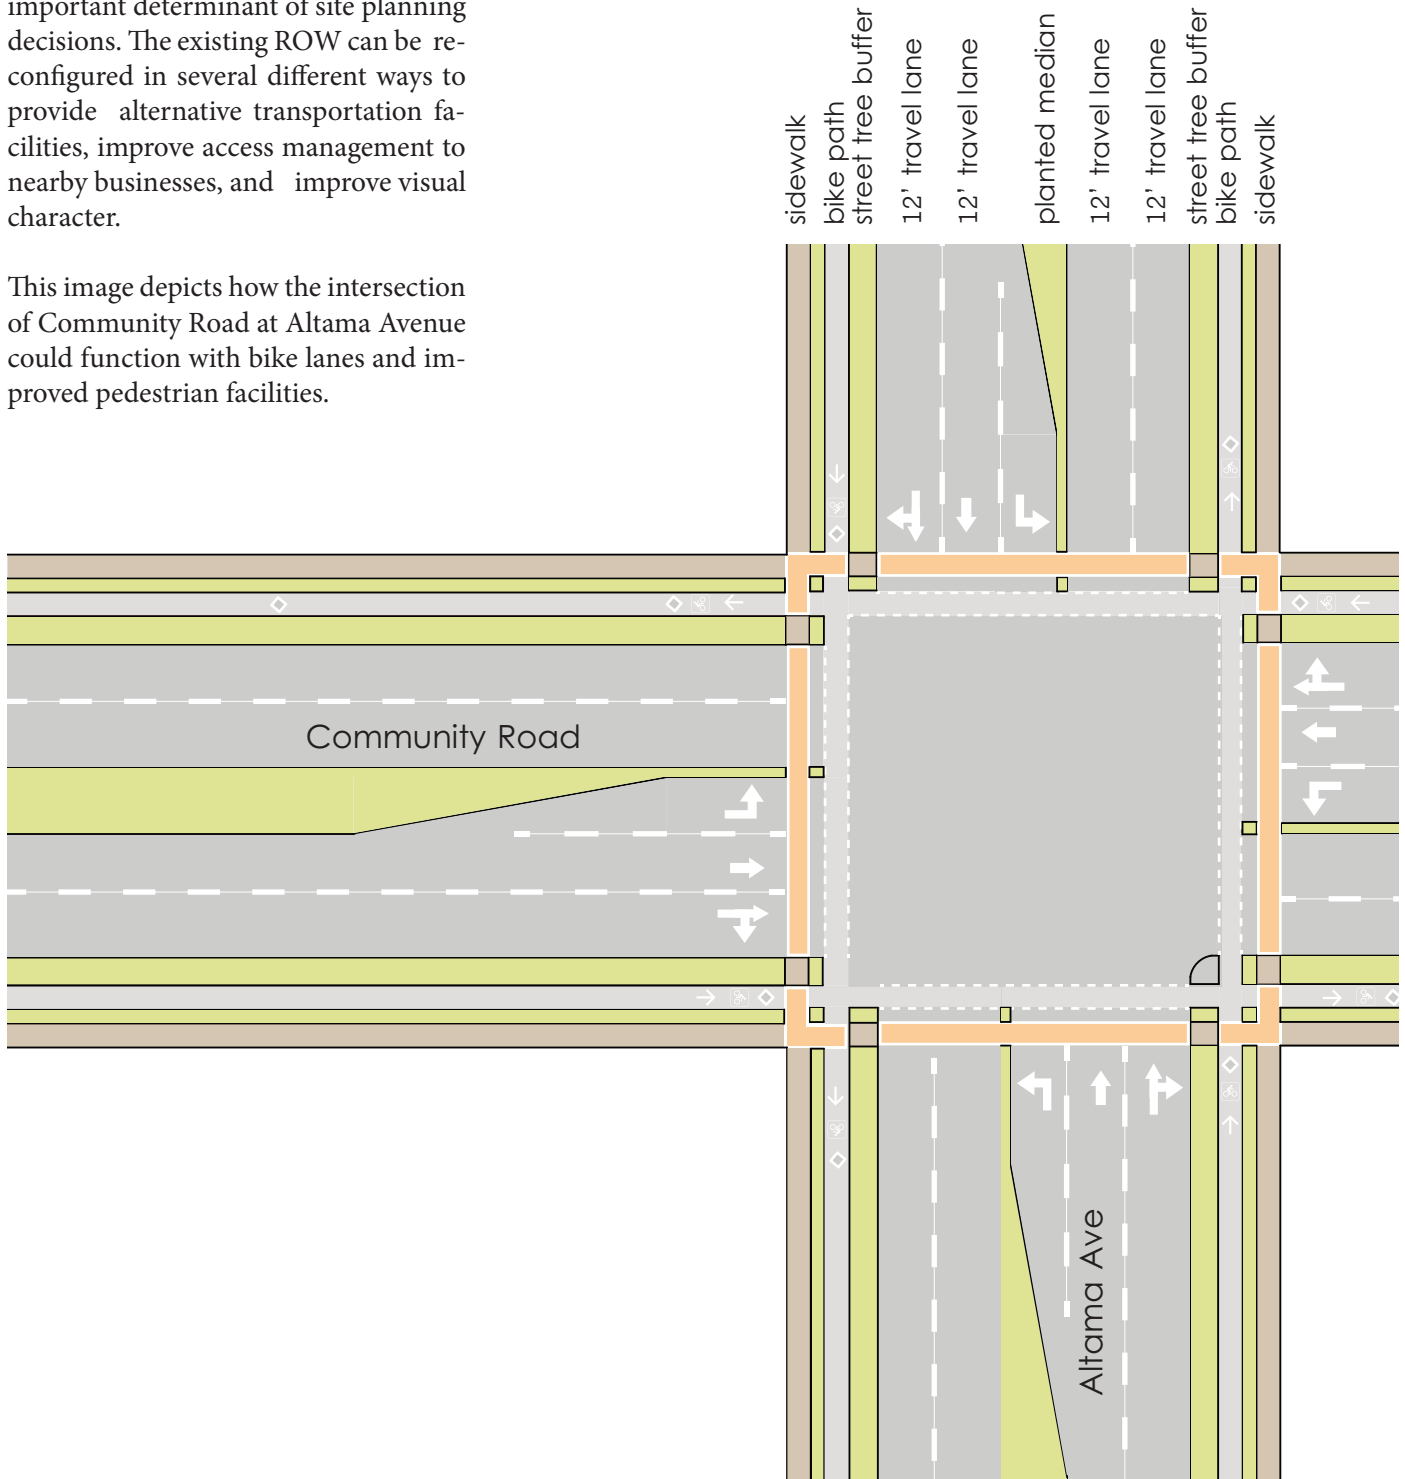 important determinant of site planning
decisions. The existing ROW can be re-
configured in several different ways to
provide alternative transportation fa-
cilities, improve access management to
nearby businesses, and improve visual
character.
This image depicts how the intersection
of Community Road at Altama Avenue
could function with bike lanes and im-
proved pedestrian facilities.
sidewalk
bike path
street tree buffer
12' travel lane
12' travel lane
planted median
12' travel lane
12' travel lane
street tree buffer
bike path
sidewalk
Community Road
Altama Ave